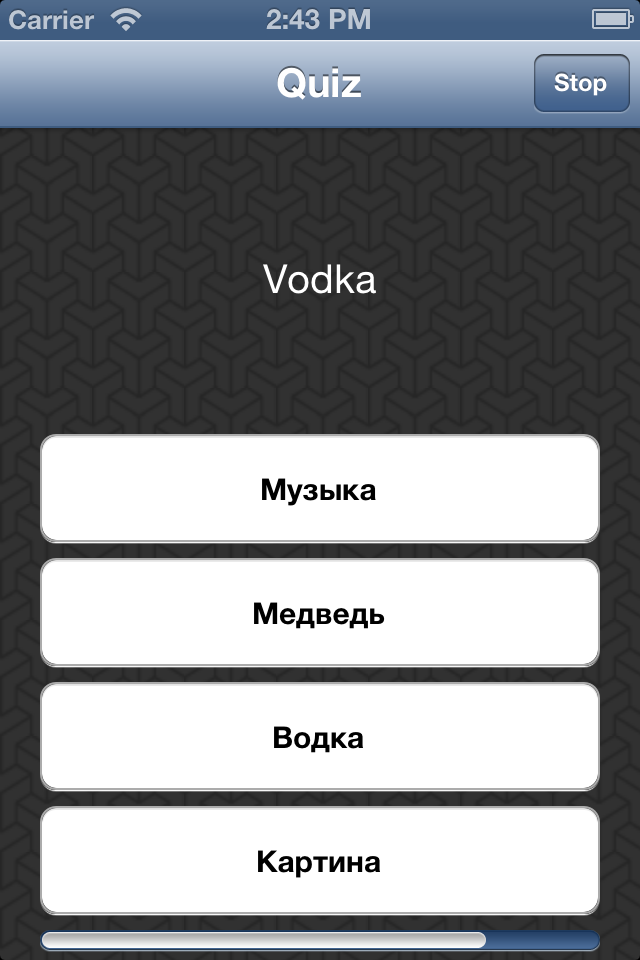 Carrier 2:43 PM
Quiz Stop
Vodka
Музыка
Медведь
Водка
Картина